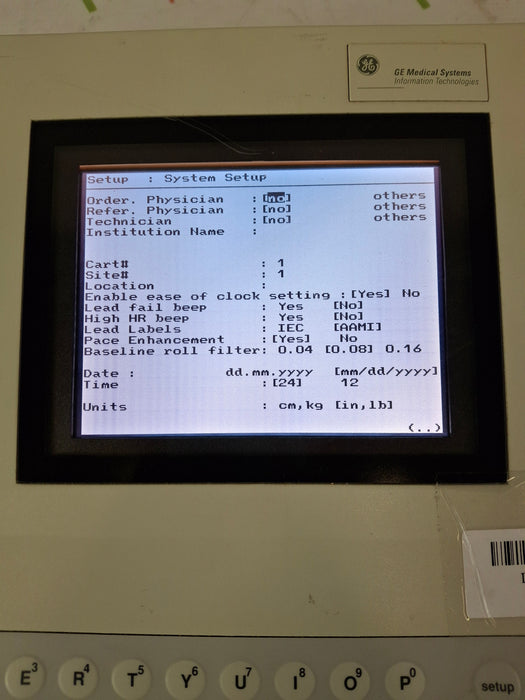 GE Medical Systems
Information Technologies
Setup : System Setup
Order. Physician : [no] others
Refer. Physician : [no] others
Technician : [no] others
Institution Name :
Cart# : 1
Site# : 1
Location :
Enable ease of clock setting : [Yes] No
Lead fail beep : Yes [No]
High HR beep : Yes [No]
Lead Labels : IEC [AAMI]
Pace Enhancement : [Yes] No
Baseline roll filter: 0.04 [0.08] 0.16
Date : dd.mm.yyyy [mm/dd/yyyy]
Time : [24] 12
Units : cm,kg [in,lb]
(..)
E3 R4 T5 Y6 U7 I8 O9 P0 setup